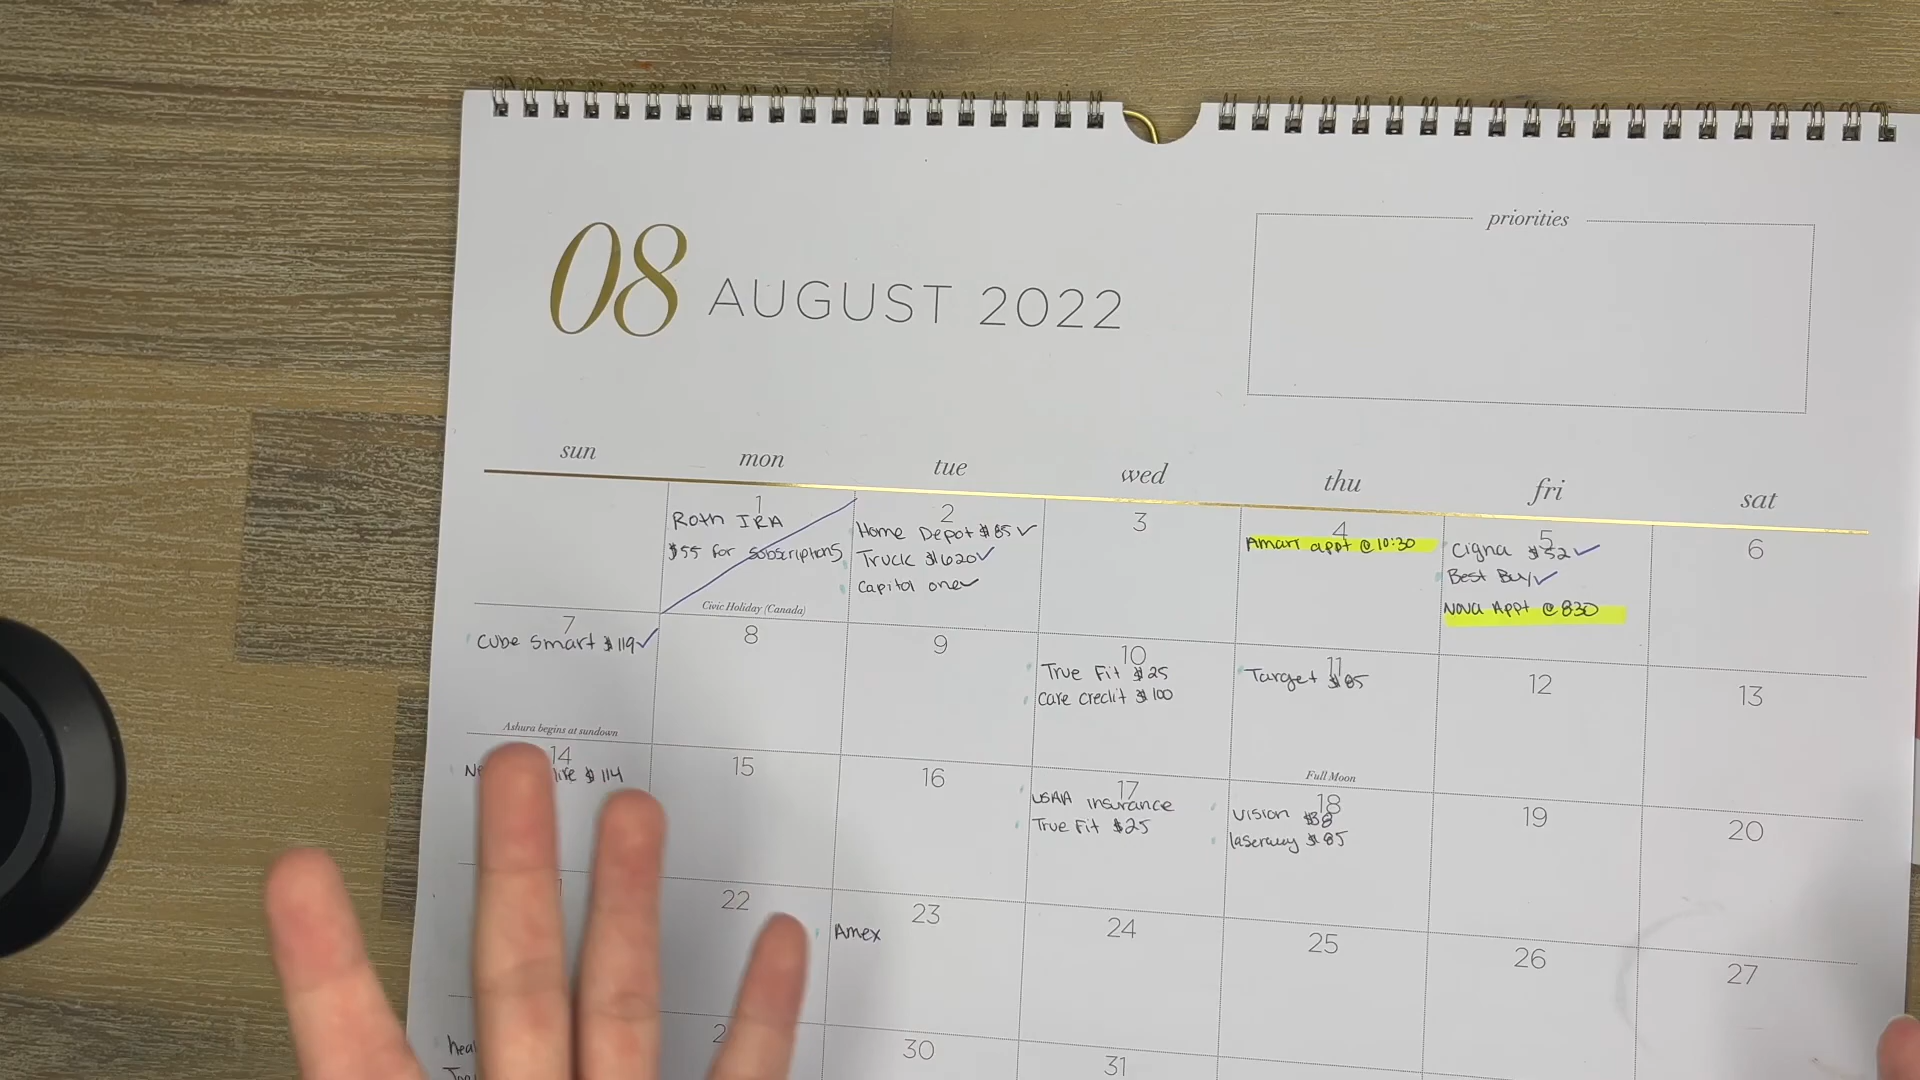 priorities
08 AUGUST 2022
sun mon tue wed thu fri sat
1
Roth IRA
$55 for subscriptions
Civic Holiday (Canada)
2
Home Depot $85 ✓
Truck $1620 ✓
Capital one ✓
3
4
Amari appt @ 10:30
5
Cigna $52 ✓
Best Buy ✓
Nova Appt @ 830
6
7
Cube Smart $119 ✓
Ashura begins at sundown
8
9
10
True Fit $25
Care credit $100
11
Target $85
Full Moon
12
13
14
$114
15
16
17
USAA insurance
True Fit $25
18
Vision $38
laseraway $85
19
20
22
23
Amex
24
25
26
27
30
31